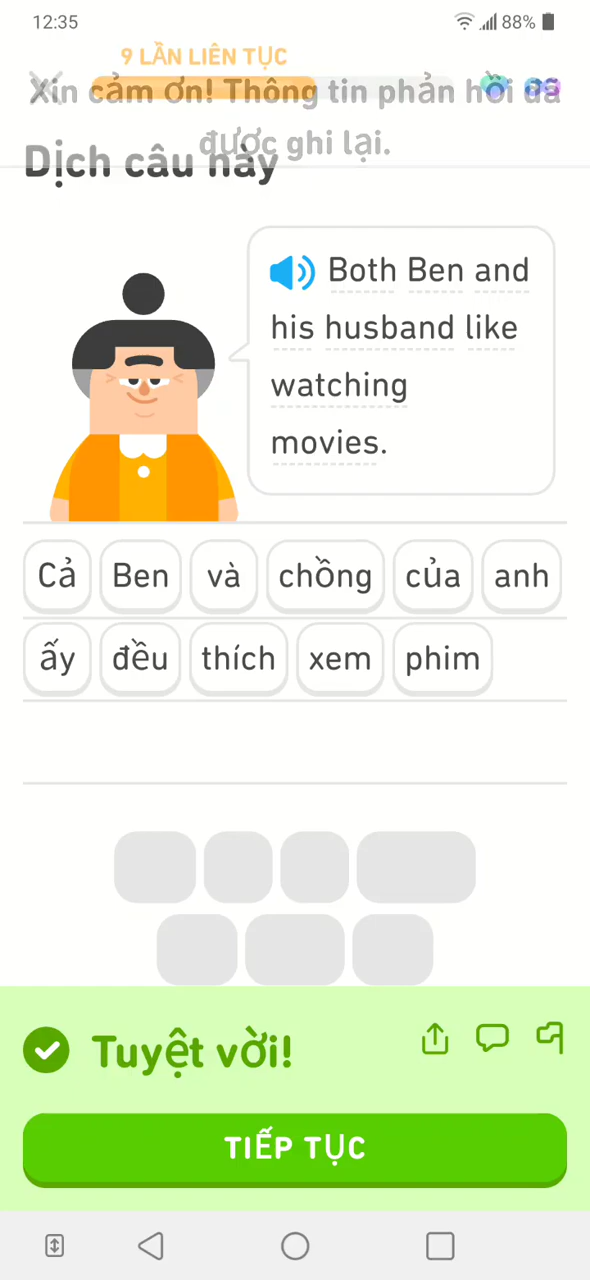 12:35
88%
9 LẦN LIÊN TỤC
Xin cảm ơn! Thông tin phản hồi đã
được ghi lại.
Dịch câu này
Both Ben and
his husband like
watching
movies.
Cả Ben và chồng của anh
ấy đều thích xem phim
Tuyệt vời!
TIẾP TỤC